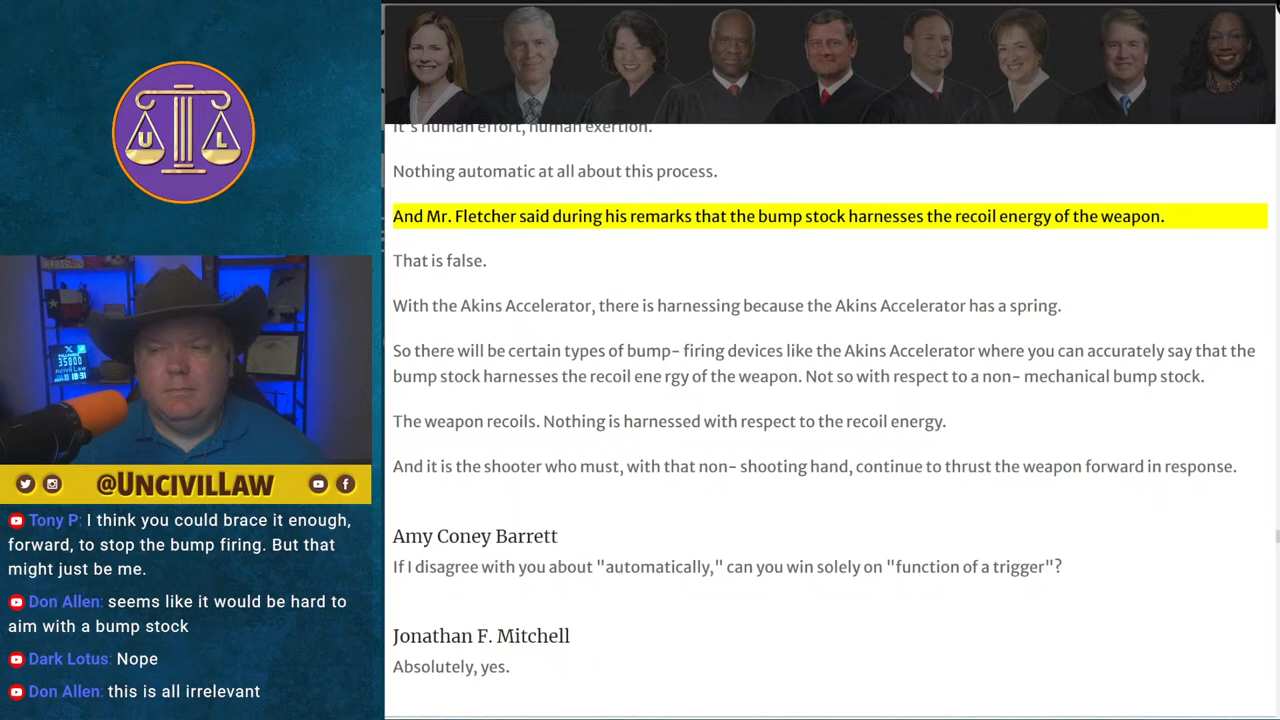 U L
It's human effort, human exertion.
Nothing automatic at all about this process.
And Mr. Fletcher said during his remarks that the bump stock harnesses the recoil energy of the weapon.
That is false.
With the Akins Accelerator, there is harnessing because the Akins Accelerator has a spring.
So there will be certain types of bump- firing devices like the Akins Accelerator where you can accurately say that the
bump stock harnesses the recoil ene rgy of the weapon. Not so with respect to a non- mechanical bump stock.
The weapon recoils. Nothing is harnessed with respect to the recoil energy.
And it is the shooter who must, with that non- shooting hand, continue to thrust the weapon forward in response.
Amy Coney Barrett
If I disagree with you about "automatically," can you win solely on "function of a trigger"?
Jonathan F. Mitchell
Absolutely, yes.
35800
@UNCIVILLAW
Tony P: I think you could brace it enough,
forward, to stop the bump firing. But that
might just be me.
Don Allen: seems like it would be hard to
aim with a bump stock
Dark Lotus: Nope
Don Allen: this is all irrelevant